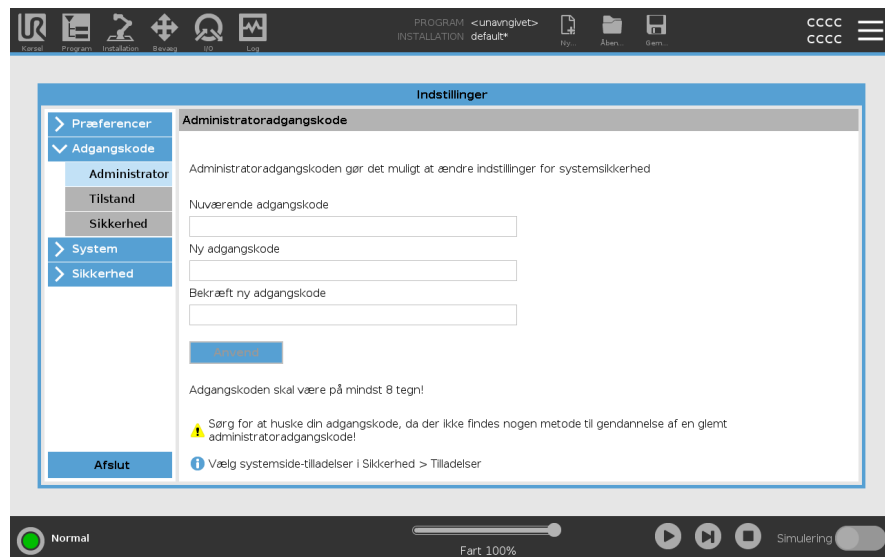 PROGRAM <unavngivet>
INSTALLATION default*
CCCC
CCCC
Kørsel Program Installation Bevæg I/O Log Ny... Åben... Gem...
Indstillinger
Præferencer
Adgangskode
Administrator
Tilstand
Sikkerhed
System
Sikkerhed
Afslut
Administratoradgangskode
Administratoradgangskoden gør det muligt at ændre indstillinger for systemsikkerhed
Nuværende adgangskode
Ny adgangskode
Bekræft ny adgangskode
Anvend
Adgangskoden skal være på mindst 8 tegn!
Sørg for at huske din adgangskode, da der ikke findes nogen metode til gendannelse af en glemt
administratoradgangskode!
Vælg systemside-tilladelser i Sikkerhed > Tilladelser
Normal
Fart 100%
Simulering